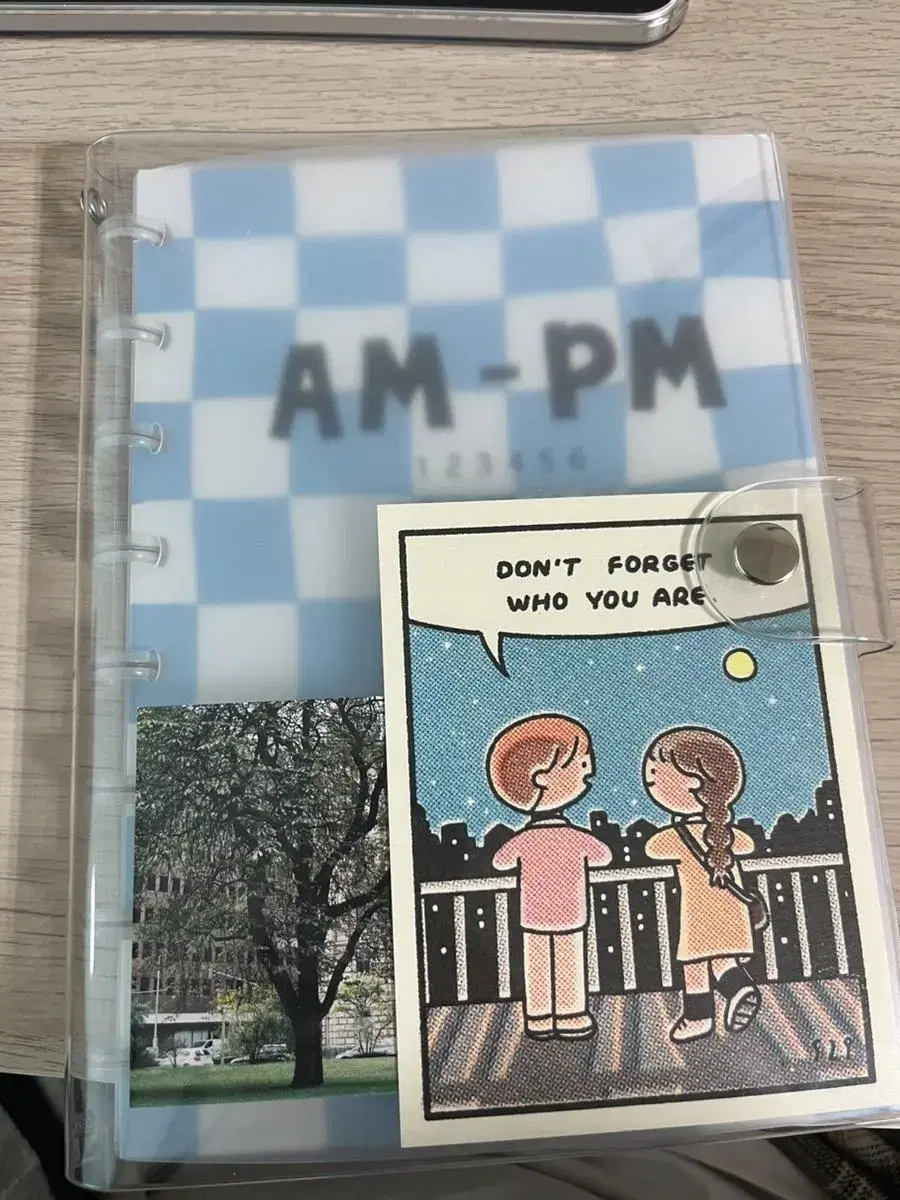 AM-PM
123456
DON'T FORGET
WHO YOU ARE.